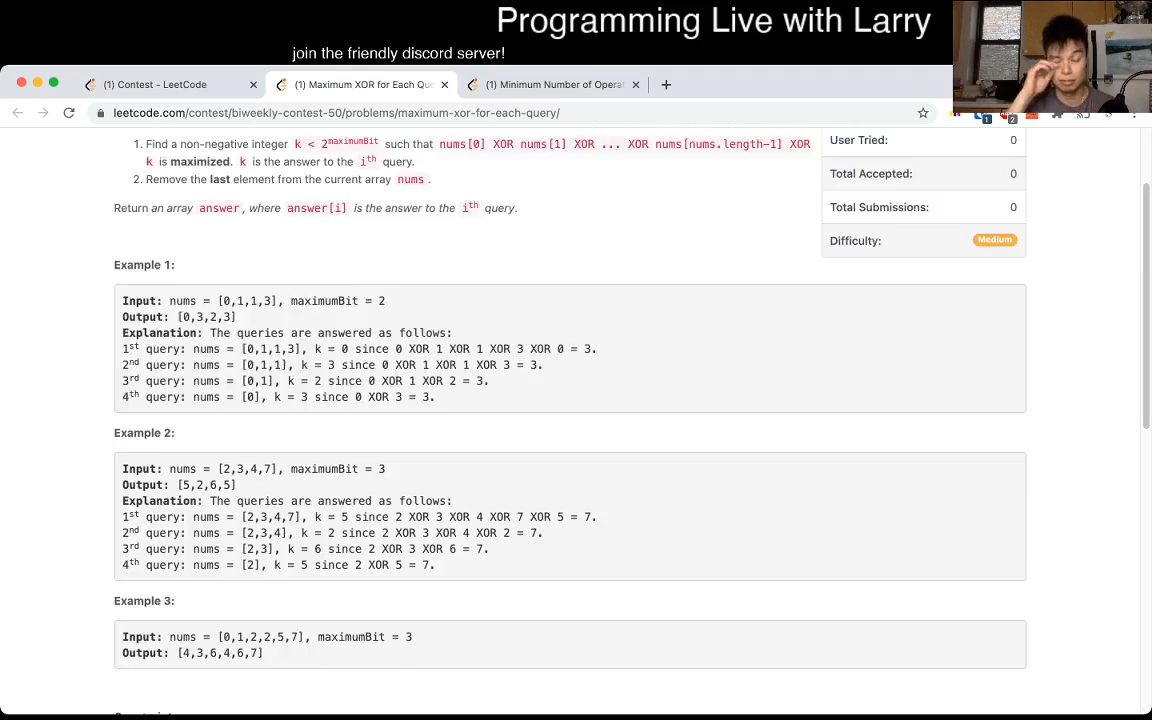 Programming Live with Larry
join the friendly discord server!
(1) Contest - LeetCode
(1) Maximum XOR for Each Que
(1) Minimum Number of Operat
leetcode.com/contest/biweekly-contest-50/problems/maximum-xor-for-each-query/
1. Find a non-negative integer k < 2^maximumBit such that nums[0] XOR nums[1] XOR ... XOR nums[nums.length-1] XOR
k is maximized. k is the answer to the i^th query.
2. Remove the last element from the current array nums.
Return an array answer, where answer[i] is the answer to the i^th query.
User Tried: 0
Total Accepted: 0
Total Submissions: 0
Difficulty: Medium
Example 1:
Input: nums = [0,1,1,3], maximumBit = 2
Output: [0,3,2,3]
Explanation: The queries are answered as follows:
1st query: nums = [0,1,1,3], k = 0 since 0 XOR 1 XOR 1 XOR 3 XOR 0 = 3.
2nd query: nums = [0,1,1], k = 3 since 0 XOR 1 XOR 1 XOR 3 = 3.
3rd query: nums = [0,1], k = 2 since 0 XOR 1 XOR 2 = 3.
4th query: nums = [0], k = 3 since 0 XOR 3 = 3.
Example 2:
Input: nums = [2,3,4,7], maximumBit = 3
Output: [5,2,6,5]
Explanation: The queries are answered as follows:
1st query: nums = [2,3,4,7], k = 5 since 2 XOR 3 XOR 4 XOR 7 XOR 5 = 7.
2nd query: nums = [2,3,4], k = 2 since 2 XOR 3 XOR 4 XOR 2 = 7.
3rd query: nums = [2,3], k = 6 since 2 XOR 3 XOR 6 = 7.
4th query: nums = [2], k = 5 since 2 XOR 5 = 7.
Example 3:
Input: nums = [0,1,2,2,5,7], maximumBit = 3
Output: [4,3,6,4,6,7]